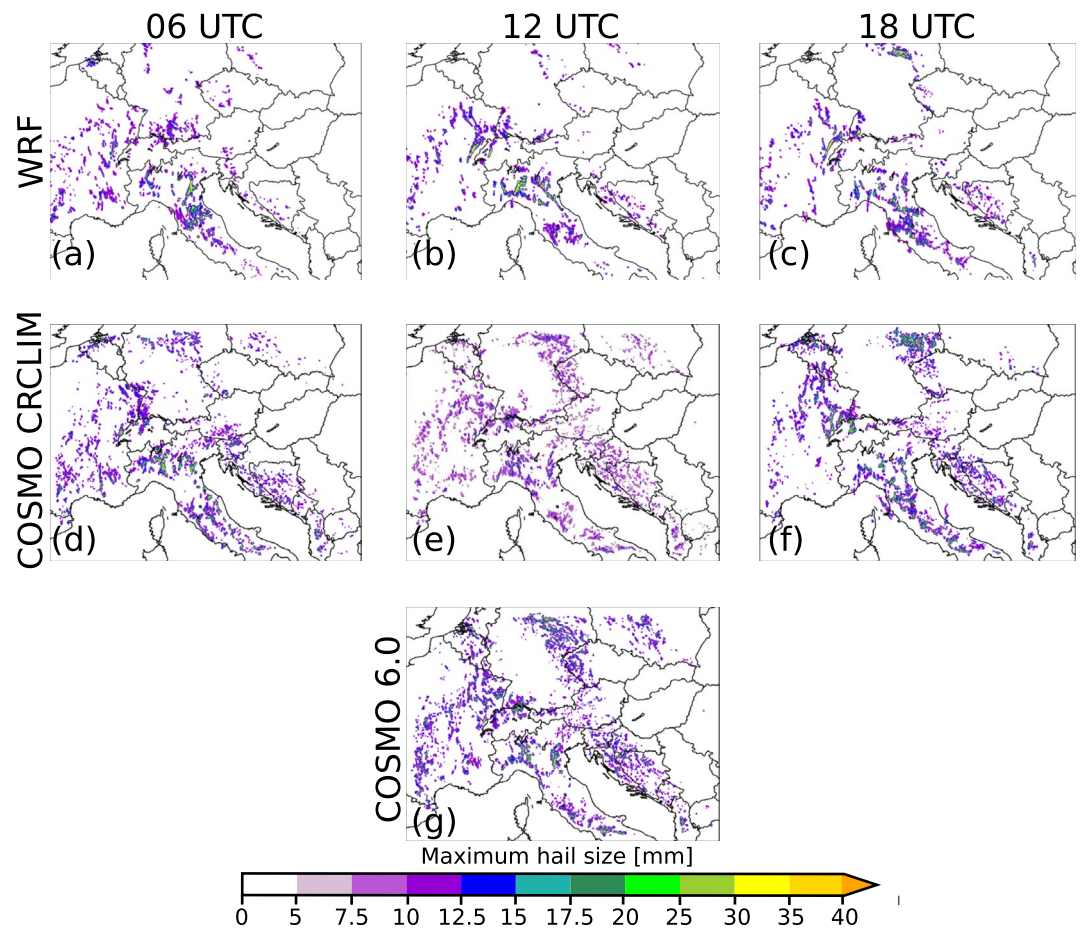 06 UTC 12 UTC 18 UTC
WRF
(a) (b) (c)
COSMO CRCLIM
(d) (e) (f)
COSMO 6.0
(g)
Maximum hail size [mm]
0 5 7.5 10 12.5 15 17.5 20 25 30 35 40